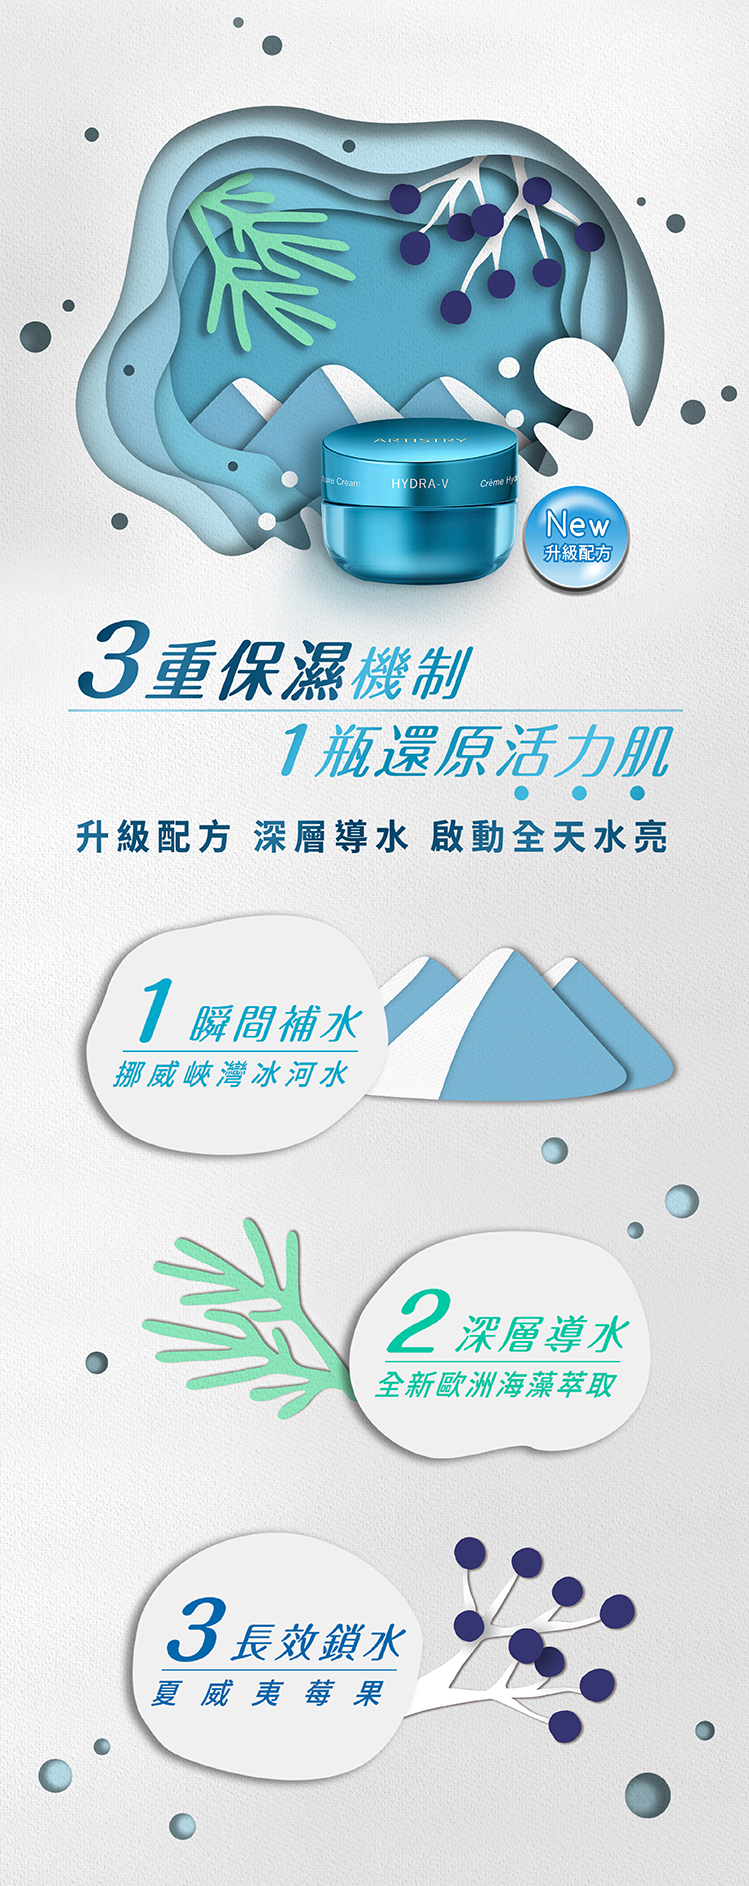 ARTISTRY
HYDRA-V
Cream
Crème
New
升級配方
3重保濕機制
1瓶還原活力肌
升級配方 深層導水 啟動全天水亮
1 瞬間補水
挪威峽灣冰河水
2 深層導水
全新歐洲海藻萃取
3 長效鎖水
夏威夷莓果